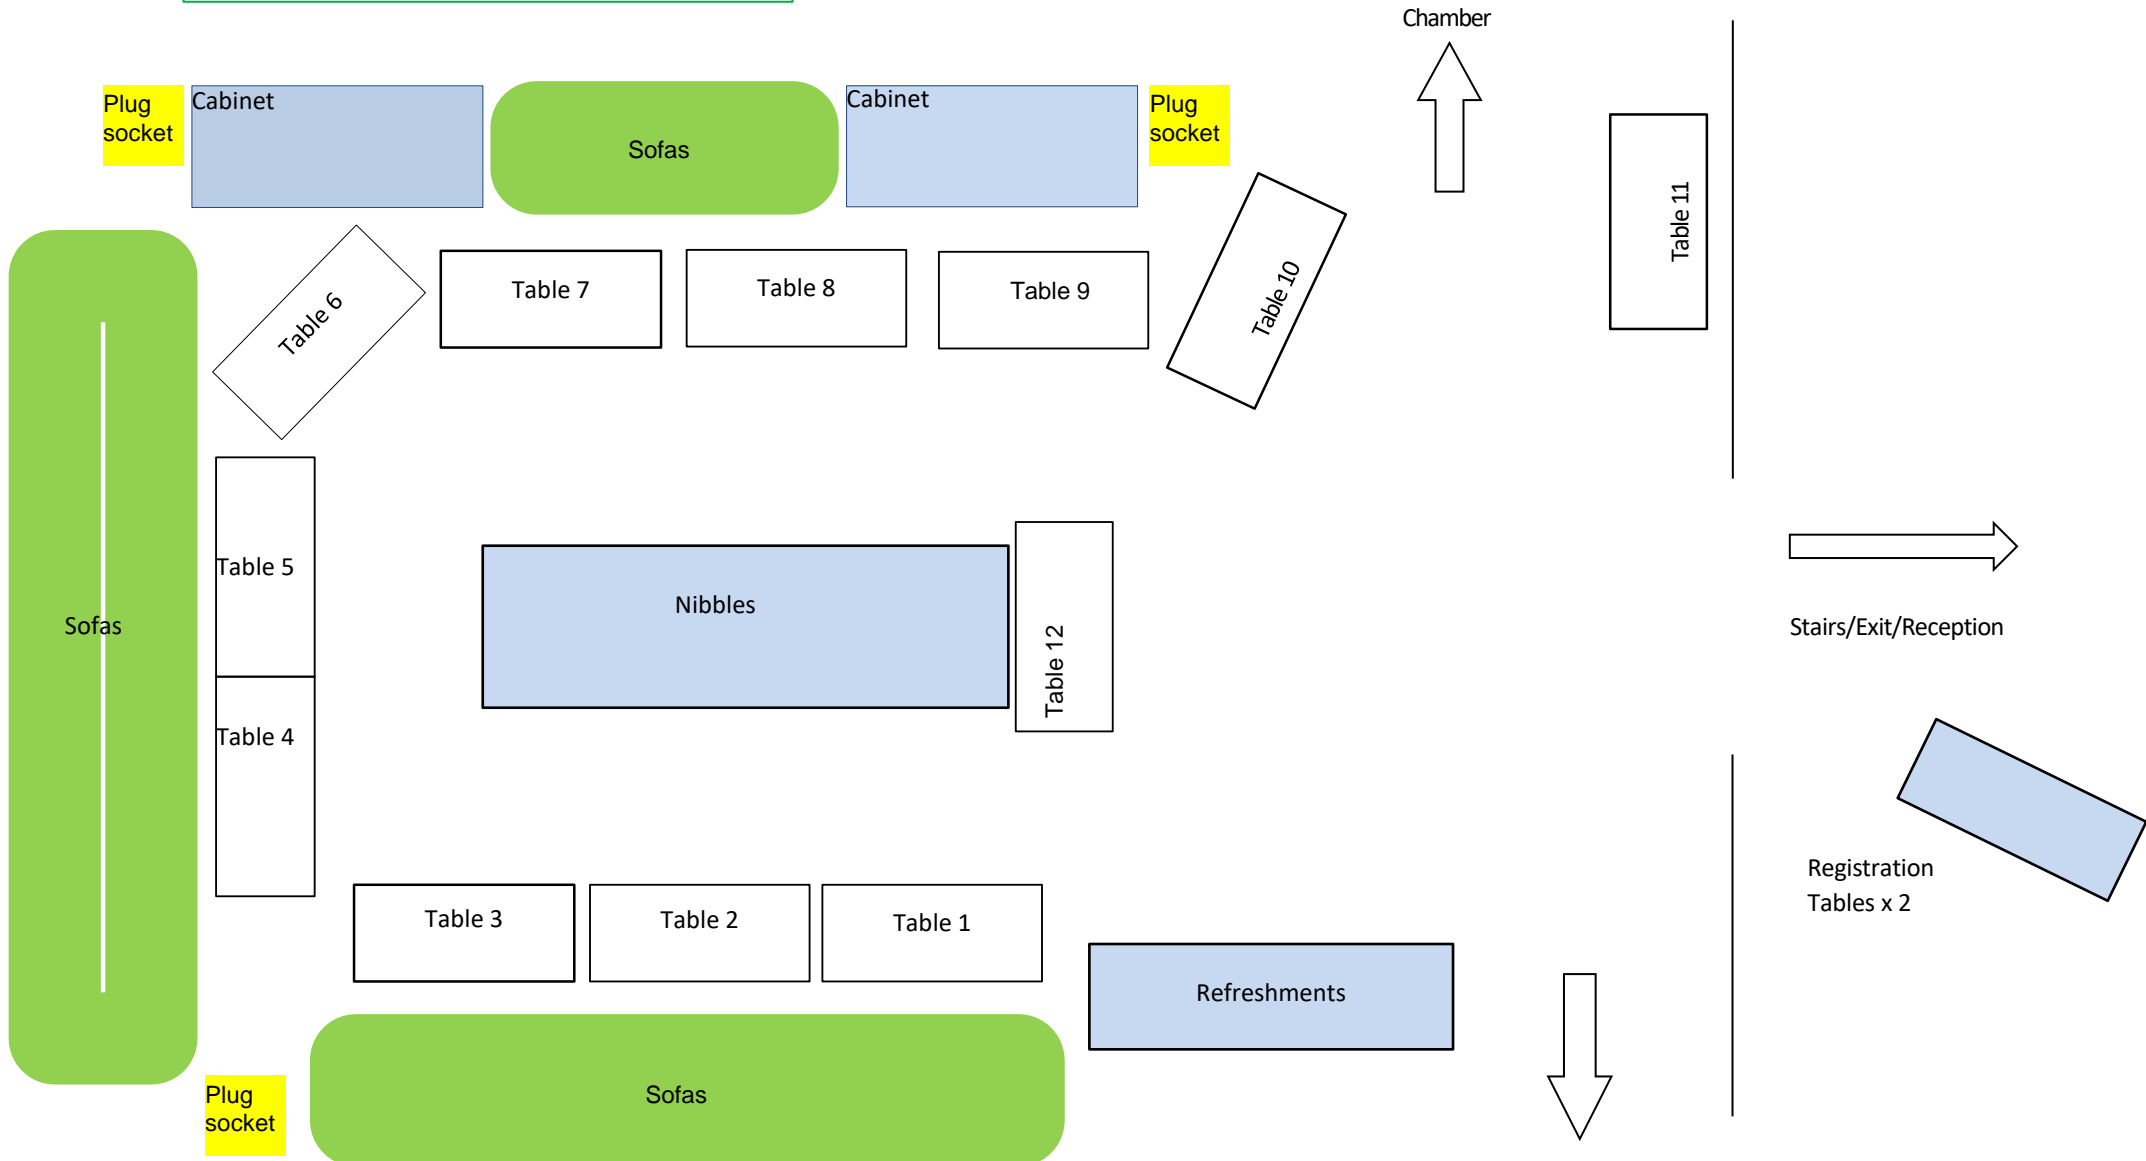 Chamber
Plug
socket
Cabinet
Sofas
Cabinet
Plug
socket
Table 11
Table 6
Table 7
Table 8
Table 9
Table 10
Table 5
Nibbles
Sofas
Table 12
Stairs/Exit/Reception
Table 4
Registration
Tables x 2
Table 3
Table 2
Table 1
Refreshments
Plug
socket
Sofas